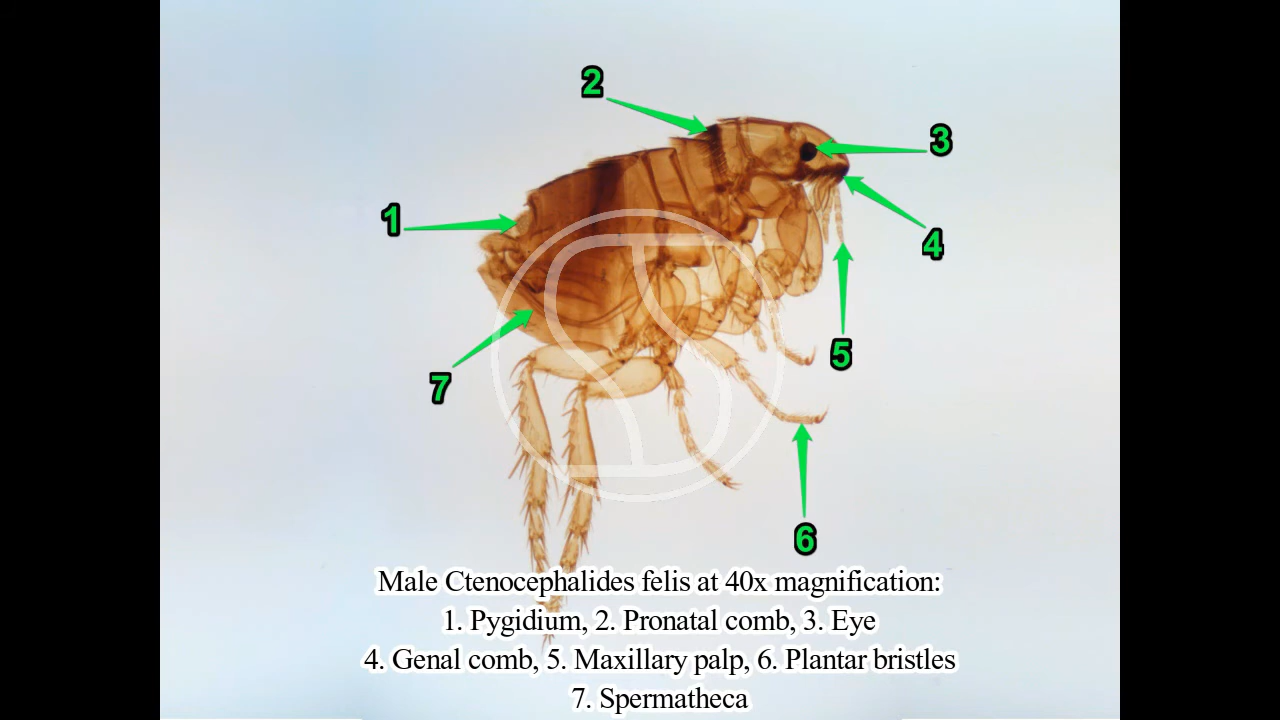 2
3
1
4
5
7
6
Male Ctenocephalides felis at 40x magnification:
1. Pygidium, 2. Pronatal comb, 3. Eye
4. Genal comb, 5. Maxillary palp, 6. Plantar bristles
7. Spermatheca